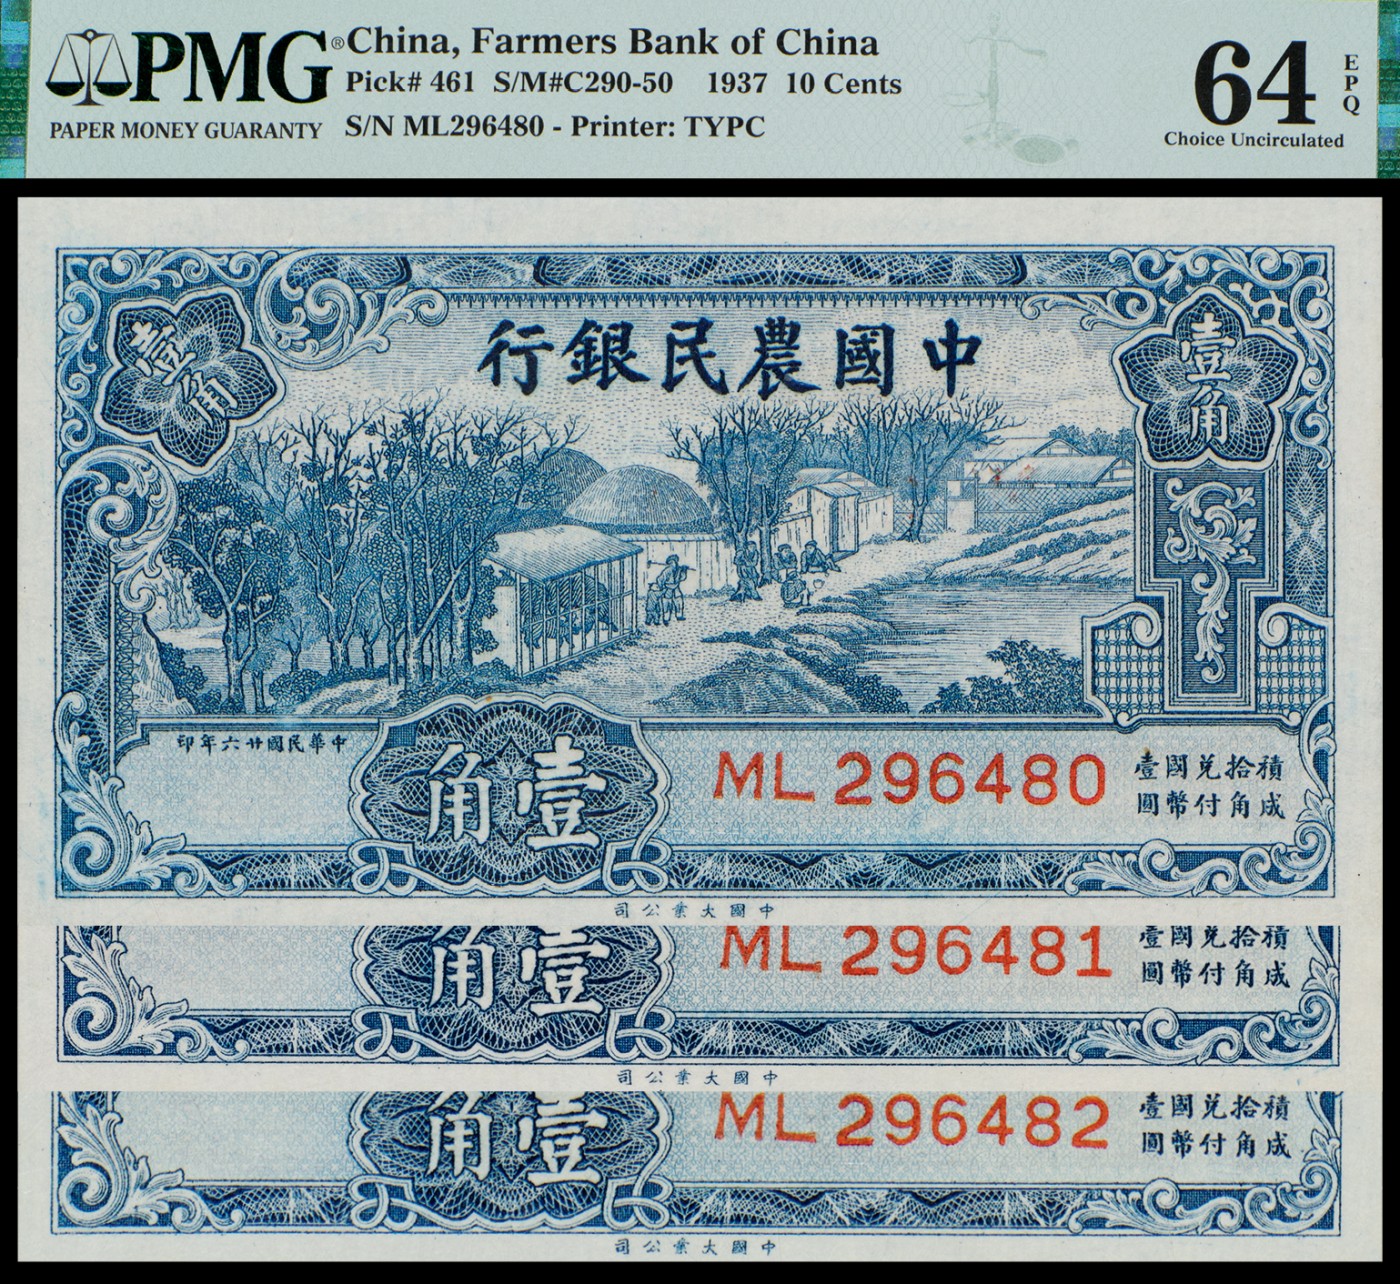 PMG® China, Farmers Bank of China
PAPER MONEY GUARANTY
Pick# 461 S/M#C290-50 1937 10 Cents
S/N ML296480 - Printer: TYPC
64 EPQ
Choice Uncirculated
中國農民銀行
壹角
壹角
中華民國廿六年印
壹角
ML 296480
積拾兌國壹
成角付幣圓
中國大業公司
壹角
ML 296481
積拾兌國壹
成角付幣圓
中國大業公司
壹角
ML 296482
積拾兌國壹
成角付幣圓
中國大業公司